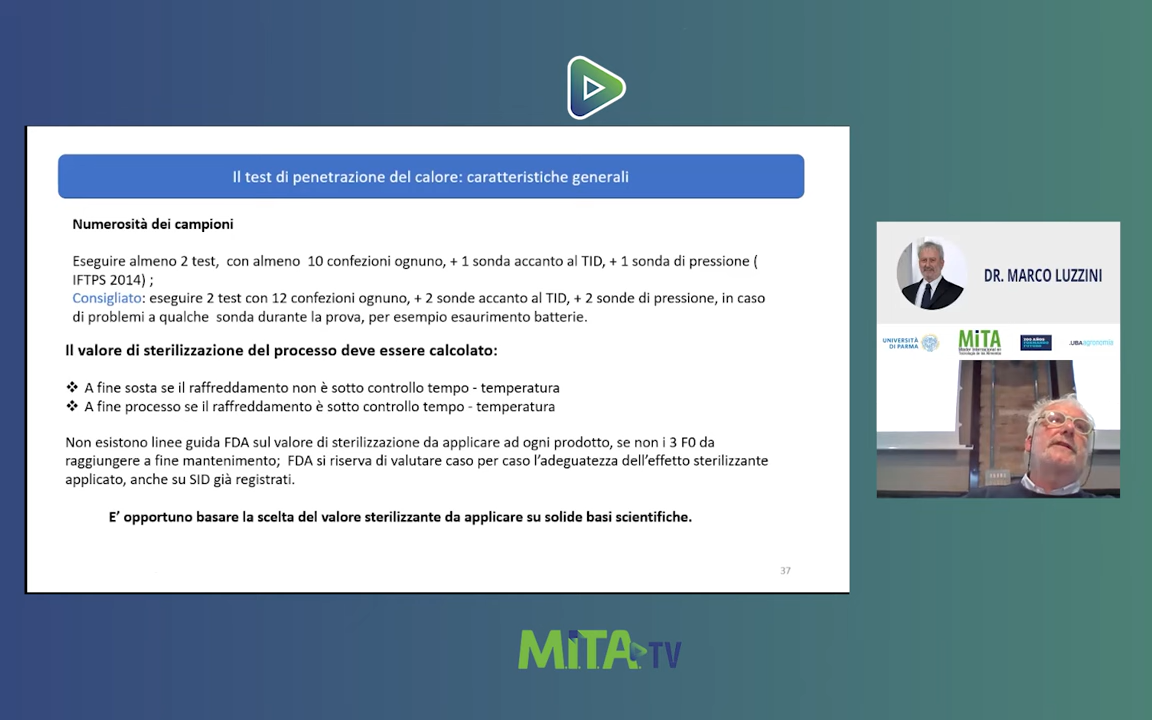 Il test di penetrazione del calore: caratteristiche generali
Numerosità dei campioni
Eseguire almeno 2 test, con almeno 10 confezioni ognuno, + 1 sonda accanto al TID, + 1 sonda di pressione (
IFTPS 2014) ;
Consigliato: eseguire 2 test con 12 confezioni ognuno, + 2 sonde accanto al TID, + 2 sonde di pressione, in caso
di problemi a qualche sonda durante la prova, per esempio esaurimento batterie.
Il valore di sterilizzazione del processo deve essere calcolato:
❖ A fine sosta se il raffreddamento non è sotto controllo tempo - temperatura
❖ A fine processo se il raffreddamento è sotto controllo tempo - temperatura
Non esistono linee guida FDA sul valore di sterilizzazione da applicare ad ogni prodotto, se non i 3 F0 da
raggiungere a fine mantenimento; FDA si riserva di valutare caso per caso l'adeguatezza dell'effetto sterilizzante
applicato, anche su SID già registrati.
E' opportuno basare la scelta del valore sterilizzante da applicare su solide basi scientifiche.
37
DR. MARCO LUZZINI
UNIVERSITÀ
DI PARMA
MiTA
.UBAagronomia
M.i.T.A. TV